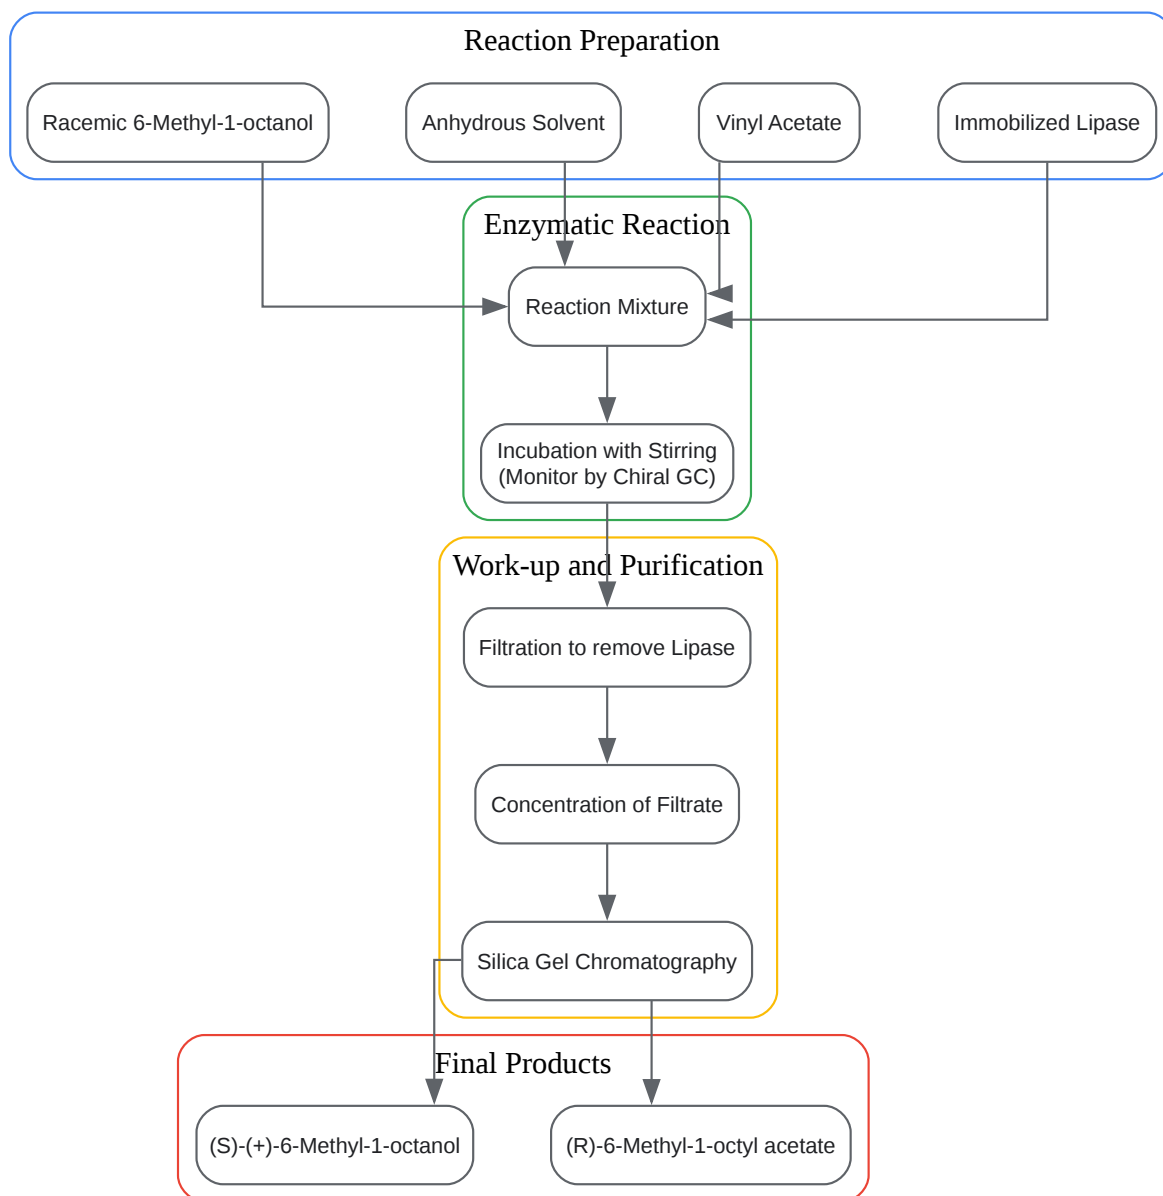 Reaction Preparation
Racemic 6-Methyl-1-octanol
Anhydrous Solvent
Vinyl Acetate
Immobilized Lipase
Enzymatic Reaction
Reaction Mixture
Incubation with Stirring
(Monitor by Chiral GC)
Work-up and Purification
Filtration to remove Lipase
Concentration of Filtrate
Silica Gel Chromatography
Final Products
(S)-(+)-6-Methyl-1-octanol
(R)-6-Methyl-1-octyl acetate